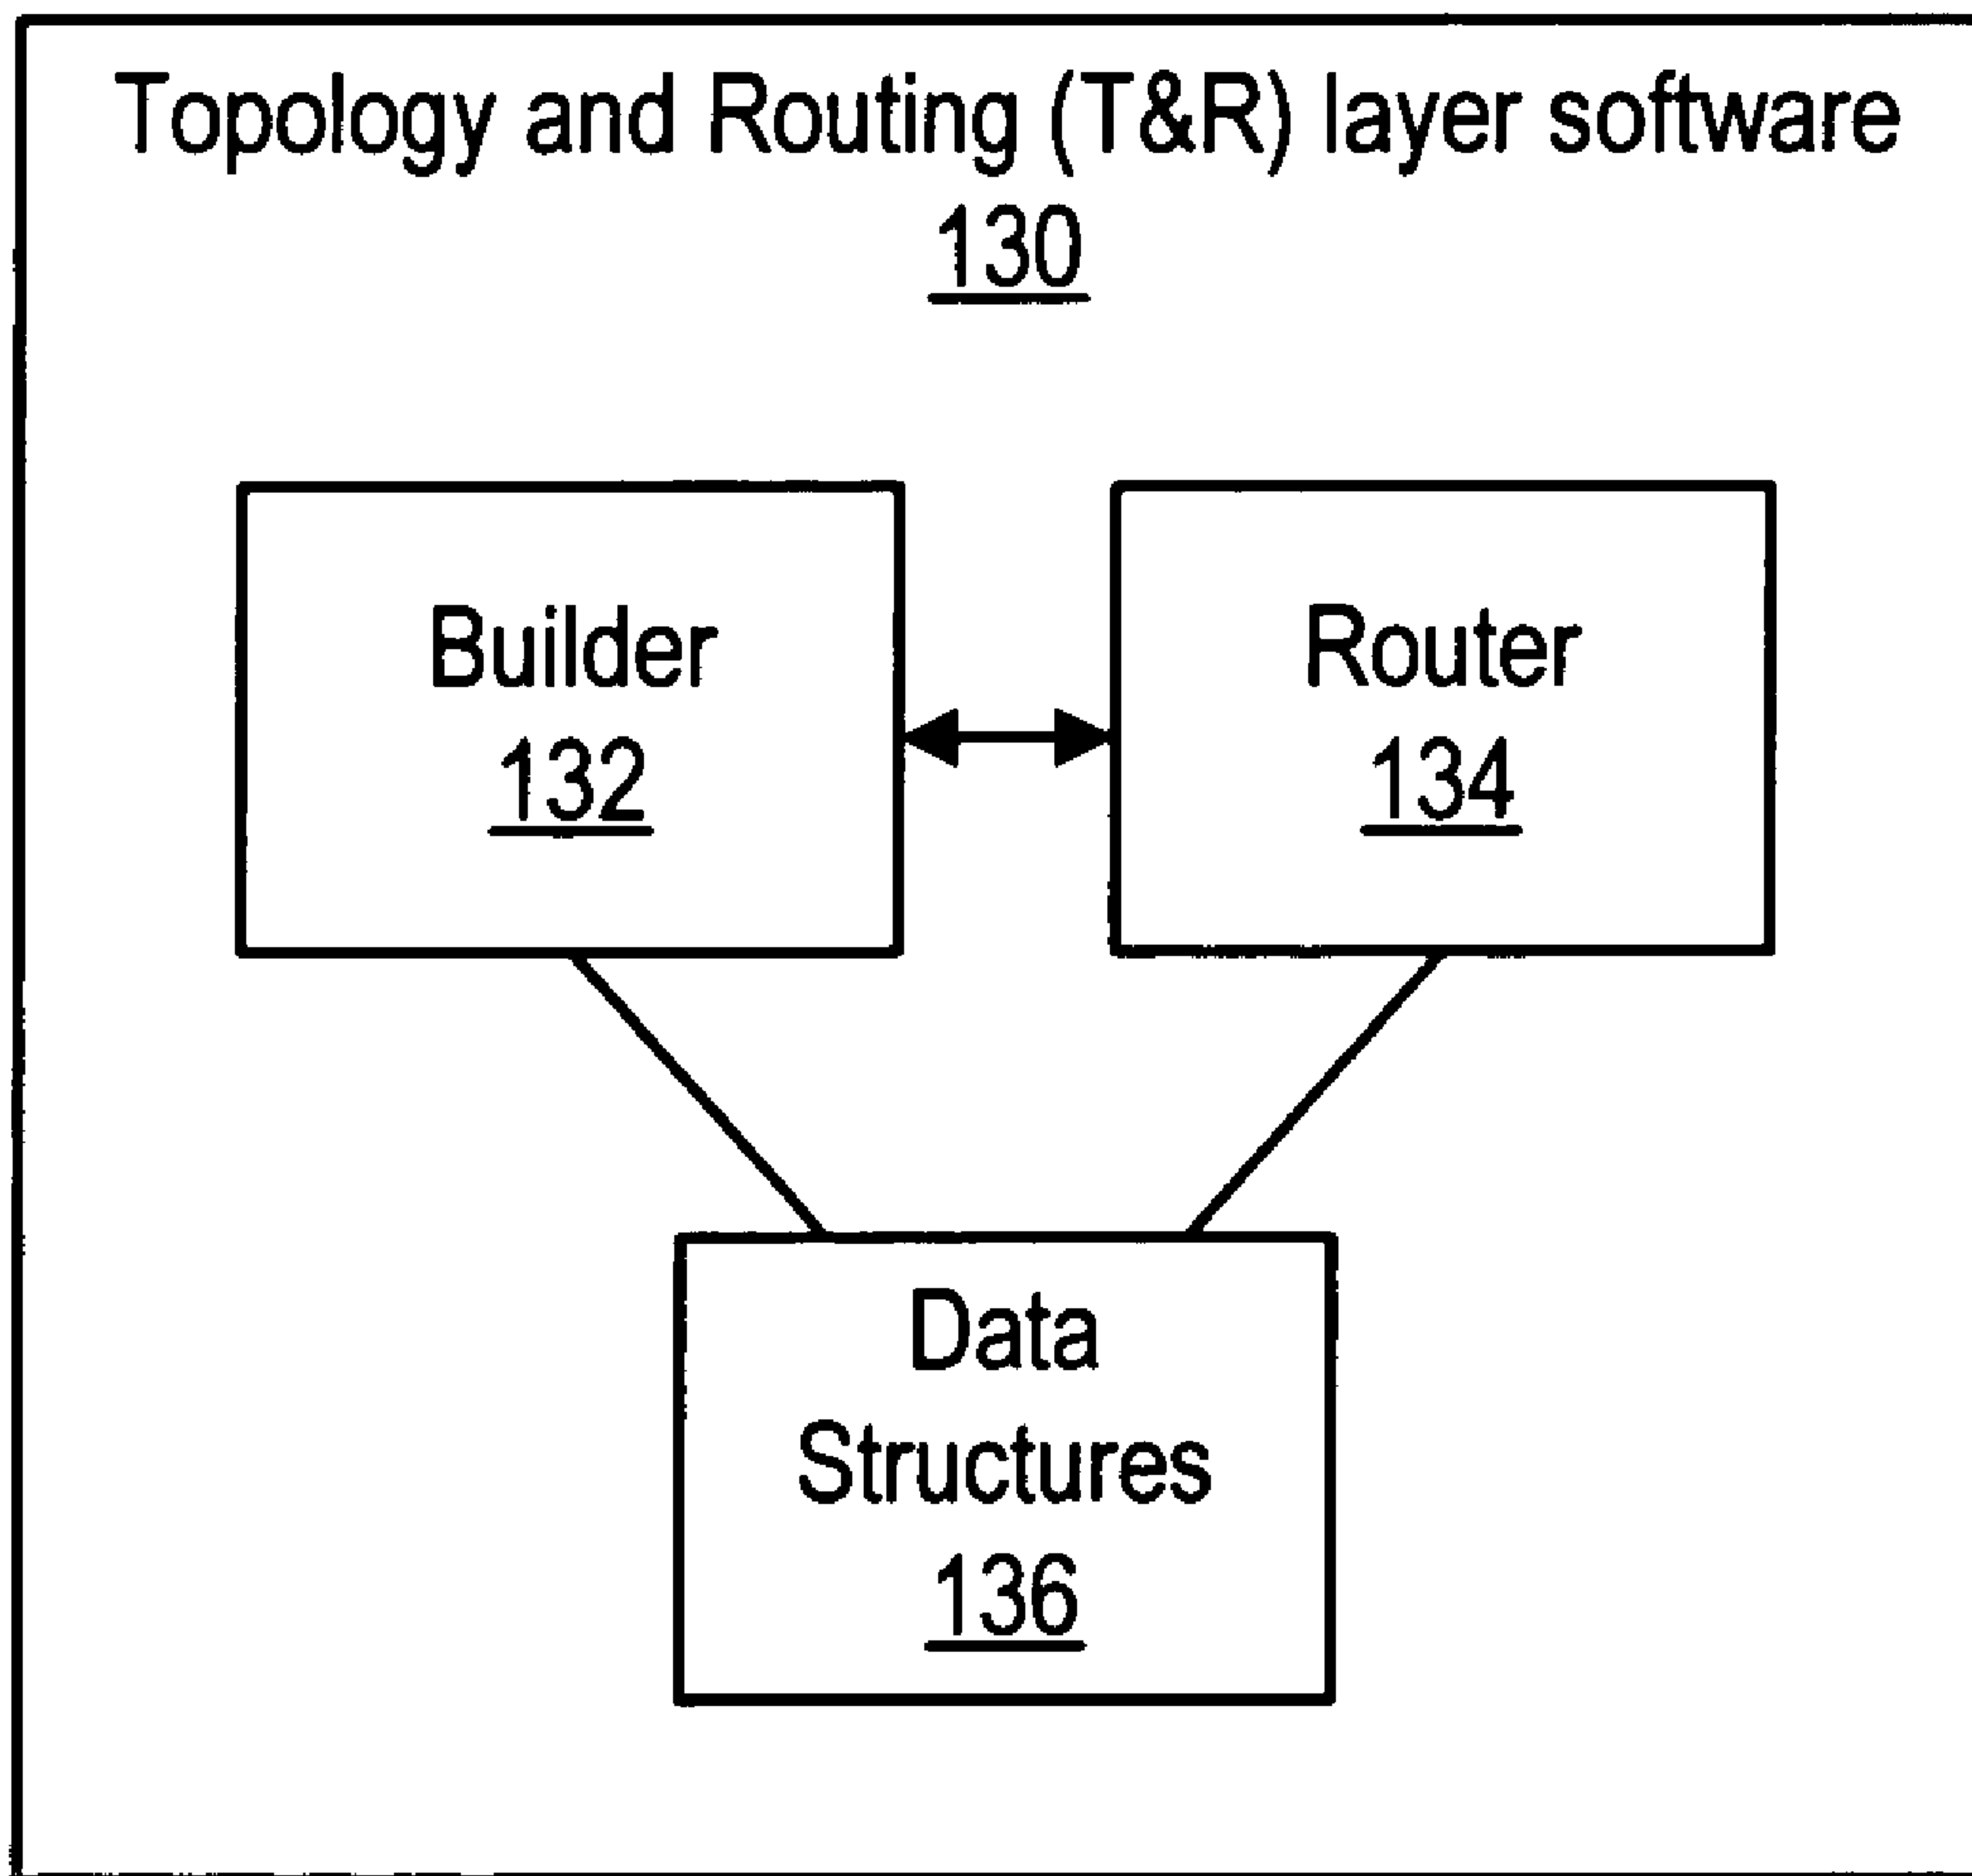 Topology and Routing (T&R) layer software
130
Builder
132
Router
134
Data
Structures
136